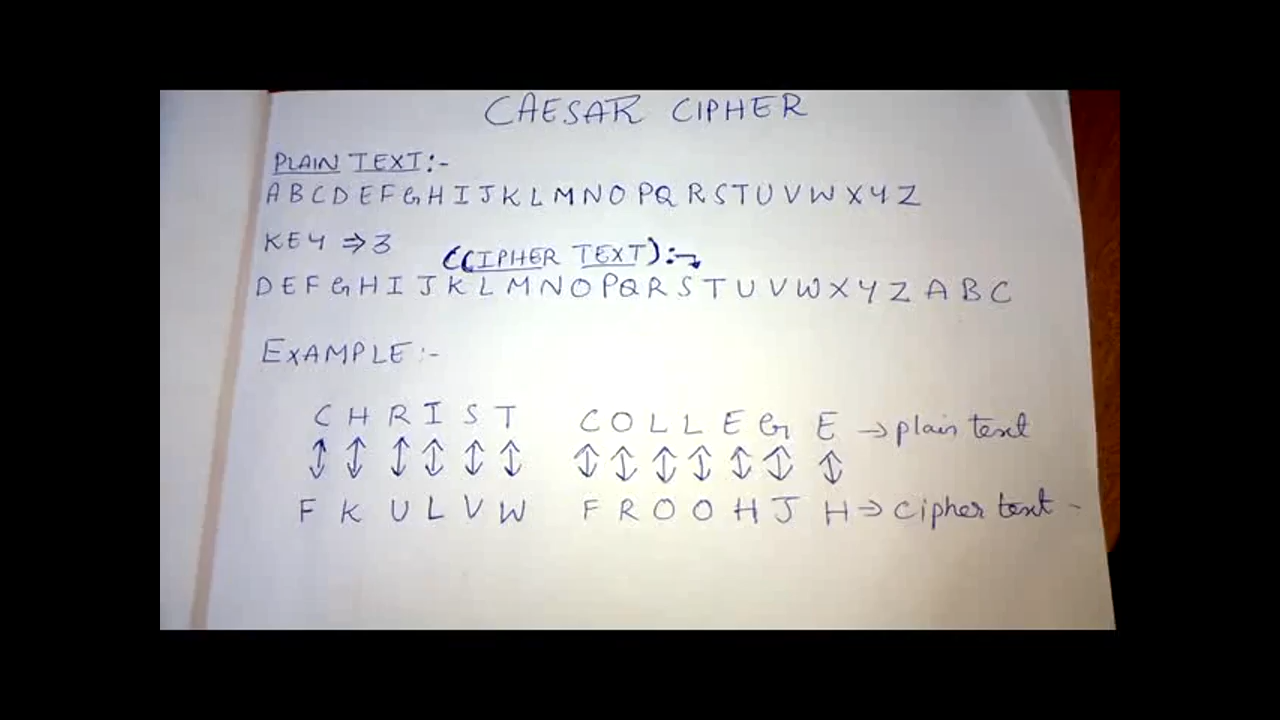 CAESAR CIPHER
PLAIN TEXT:-
A B C D E F G H I J K L M N O P Q R S T U V W X Y Z
KEY ⇒ 3
((CIPHER TEXT):-
D E F G H I J K L M N O P Q R S T U V W X Y Z A B C
EXAMPLE:-
C H R I S T C O L L E G E → plain text
↕ ↕ ↕ ↕ ↕ ↕ ↕ ↕ ↕ ↕ ↕ ↕ ↕
F K U L V W F R O O H J H → Cipher text -